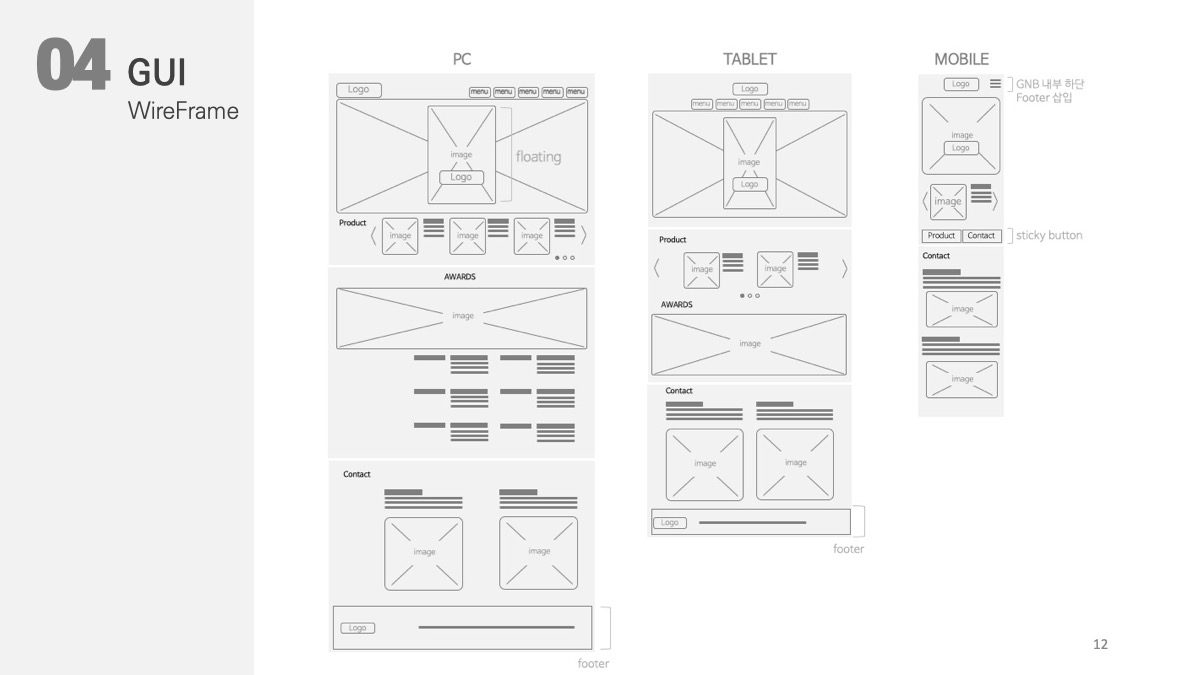 04 GUI
WireFrame
PC
Logo
menu menu menu menu menu
image
Logo
floating
Product
image image image
AWARDS
image
Contact
image image
Logo
footer
TABLET
Logo
menu menu menu menu menu
image
Logo
Product
image image
AWARDS
image
Contact
image image
Logo
footer
MOBILE
Logo
GNB 내부 하단
Footer 삽입
image
Logo
image
Product Contact
sticky button
Contact
image
image
12